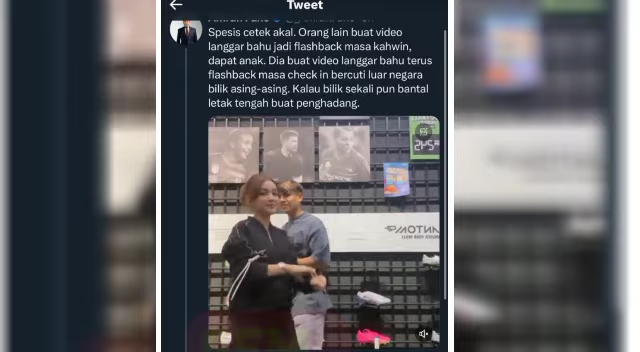 Tweet
Spesis cetek akal. Orang lain buat video
langgar bahu jadi flashback masa kahwin,
dapat anak. Dia buat video langgar bahu terus
flashback masa check in bercuti luar negara
bilik asing-asing. Kalau bilik sekali pun bantal
letak tengah buat penghadang.